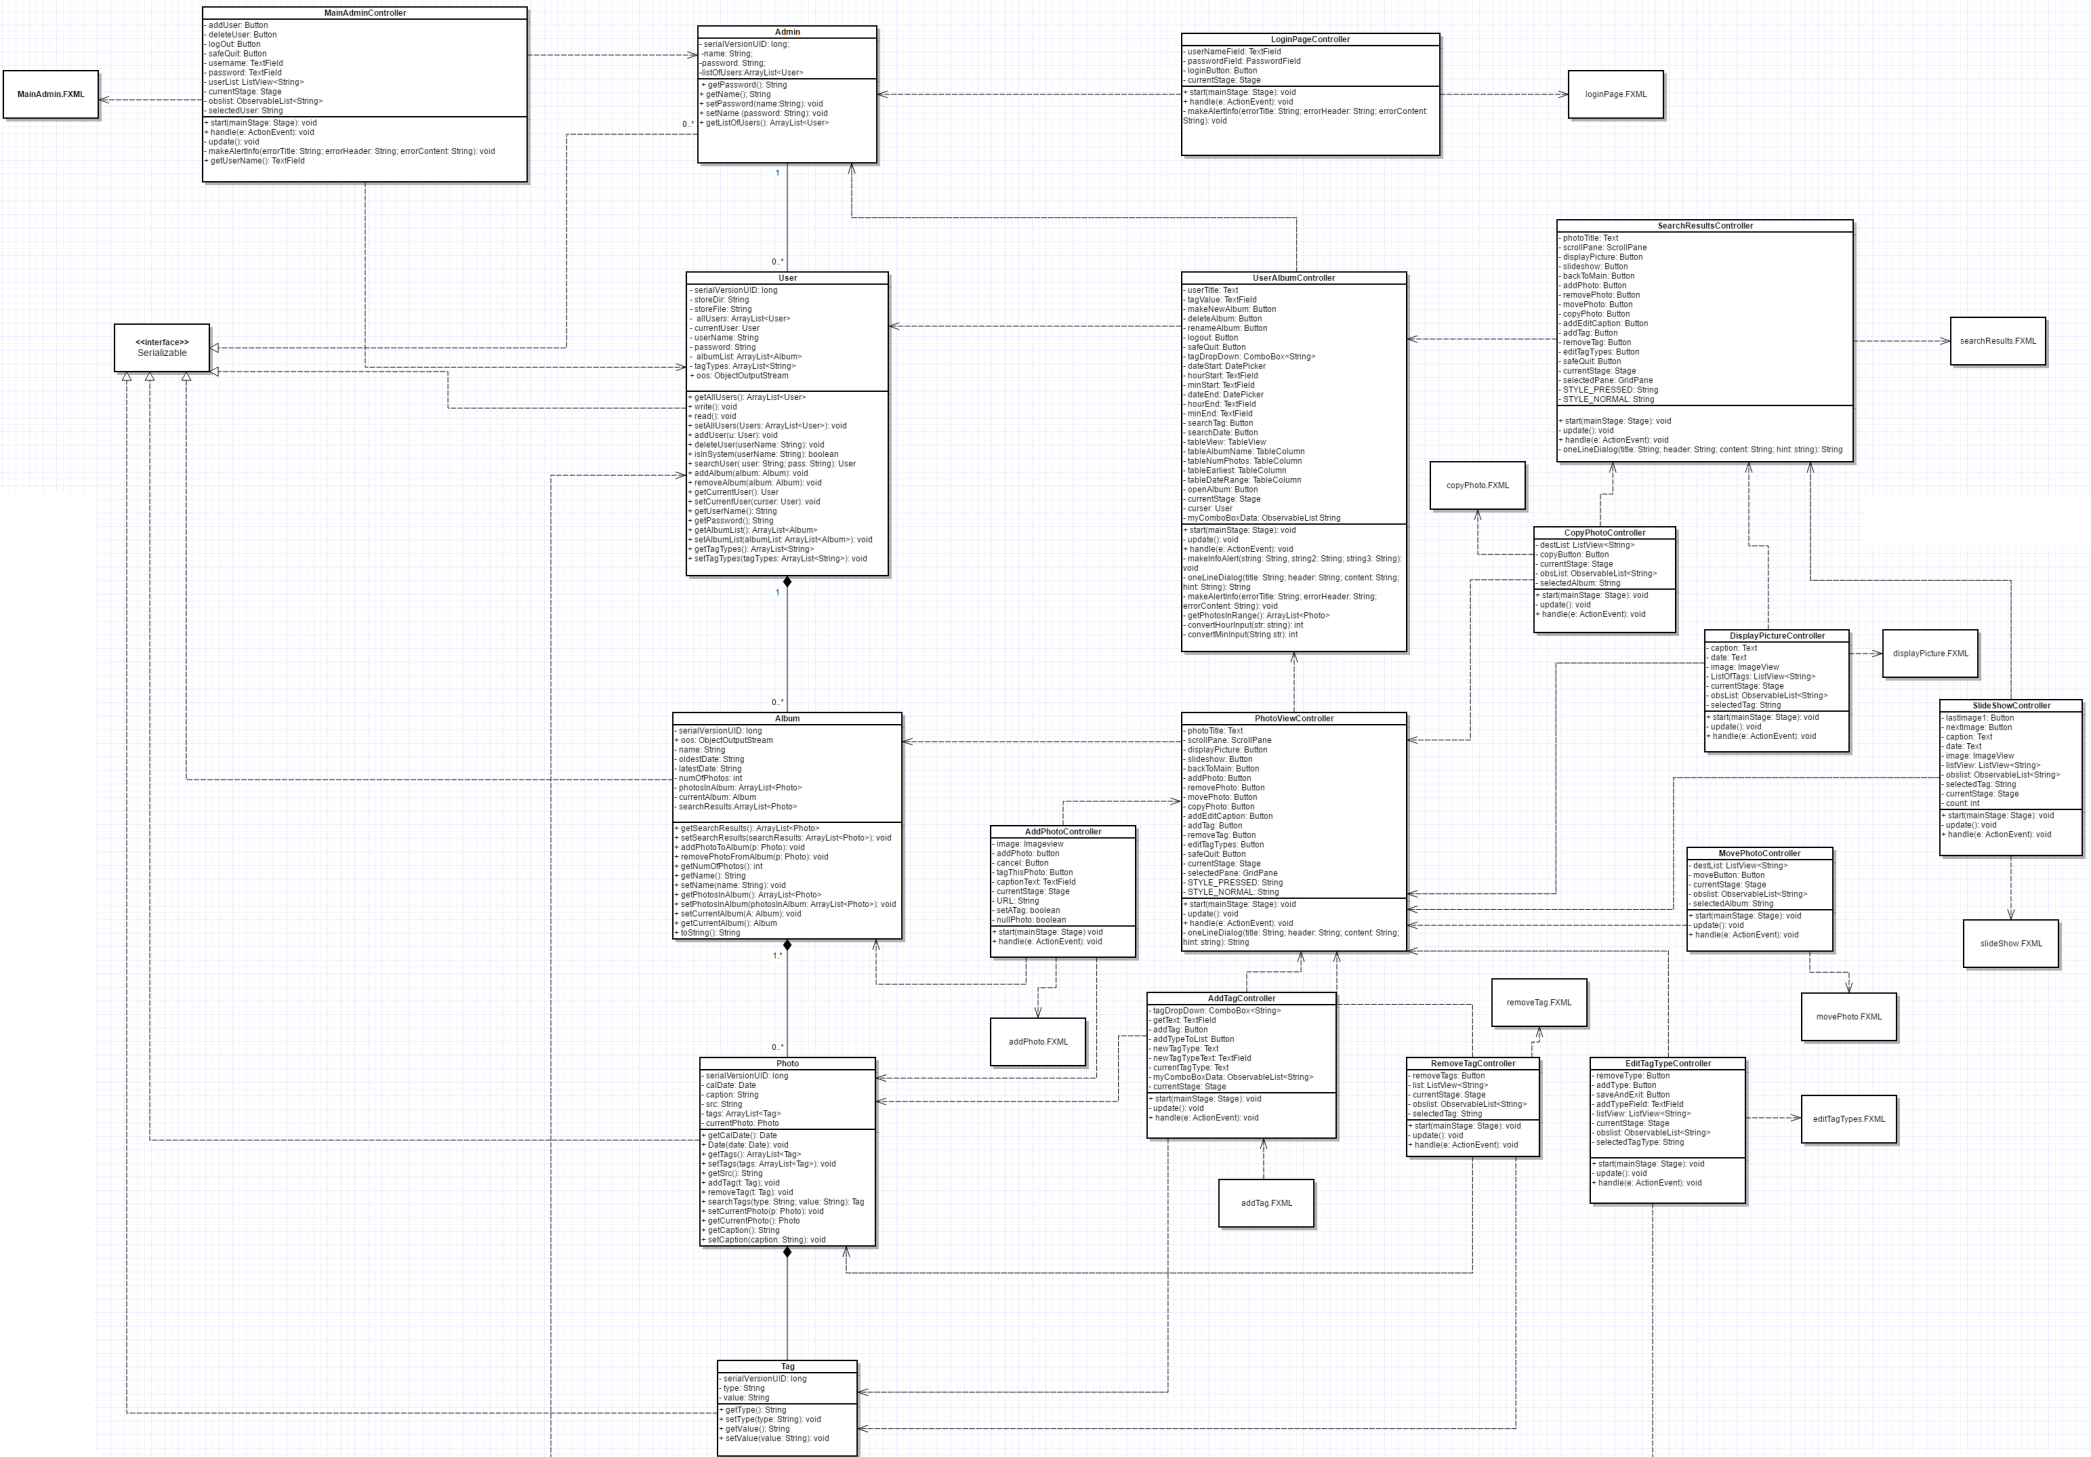 MainAdminController
- addUser: Button
- deleteUser: Button
- logOut: Button
- safeQuit: Button
- username: TextField
- password: TextField
- userList: ListView<String>
- currentStage: Stage
- obslist: ObservableList<String>
- selectedUser: String
+ start(mainStage: Stage): void
+ handle(e: ActionEvent): void
- update(): void
- makeAlertInfo(errorTitle: String; errorHeader: String; errorContent: String): void
+ getUserName(): TextField
MainAdmin.FXML
Admin
- serialVersionUID: long;
-name: String;
-password: String;
-listOfUsers:ArrayList<User>
+ getPassword(): String
+ getName(); String
+ setPassword(name:String): void
+ setName (password: String): void
+ getListOfUsers(): ArrayList<User>
0..*
1
0..*
LoginPageController
- userNameField: TextField
- passwordField: PasswordField
- loginButton: Button
- currentStage: Stage
+ start(mainStage: Stage): void
+ handle(e: ActionEvent): void
- makeAlertInfo(errorTitle: String; errorHeader: String; errorContent:
String): void
loginPage.FXML
<<interface>>
Serializable
User
- serialVersionUID: long
- storeDir: String
- storeFile: String
- allUsers: ArrayList<User>
- currentUser: User
- userName: String
- password: String
- albumList: ArrayList<Album>
- tagTypes: ArrayList<String>
+ oos: ObjectOutputStream
+ getAllUsers(): ArrayList<User>
+ write(): void
+ read(): void
+ setAllUsers(Users: ArrayList<User>): void
+ addUser(u: User): void
+ deleteUser(userName: String): void
+ isInSystem(userName: String): boolean
+ searchUser( user: String; pass: String): User
+ addAlbum(album: Album): void
+ removeAlbum(album: Album): void
+ getCurrentUser(): User
+ setCurrentUser(curser: User): void
+ getUserName(): String
+ getPassword(); String
+ getAlbumList(): ArrayList<Album>
+ setAlbumList(albumList: ArrayList<Album>): void
+ getTagTypes(): ArrayList<String>
+ setTagTypes(tagTypes: ArrayList<String>): void
1
0..*
UserAlbumController
- userTitle: Text
- tagValue: TextField
- makeNewAlbum: Button
- deleteAlbum: Button
- renameAlbum: Button
- logout: Button
- safeQuit: Button
- tagDropDown: ComboBox<String>
- dateStart: DatePicker
- hourStart: TextField
- minStart: TextField
- dateEnd: DatePicker
- hourEnd: TextField
- minEnd: TextField
- searchTag: Button
- searchDate: Button
- tableView: TableView
- tableAlbumName: TableColumn
- tableNumPhotos: TableColumn
- tableEarliest: TableColumn
- tableDateRange: TableColumn
- openAlbum: Button
- currentStage: Stage
- curser: User
- myComboBoxData: ObservableList String
+ start(mainStage: Stage): void
- update(): void
+ handle(e: ActionEvent): void
- makeInfoAlert(string: String, string2: String; string3: String):
void
- oneLineDialog(title: String; header: String; content: String;
hint: String): String
- makeAlertInfo(errorTitle: String; errorHeader: String;
errorContent: String): void
- getPhotosInRange(): ArrayList<Photo>
- convertHourInput(str: string): int
- convertMinInput(String str): int
SearchResultsController
- photoTitle: Text
- scrollPane: ScrollPane
- displayPicture: Button
- slideshow: Button
- backToMain: Button
- addPhoto: Button
- removePhoto: Button
- movePhoto: Button
- copyPhoto: Button
- addEditCaption: Button
- addTag: Button
- removeTag: Button
- editTagTypes: Button
- safeQuit: Button
- currentStage: Stage
- selectedPane: GridPane
- STYLE_PRESSED: String
- STYLE_NORMAL: String
+ start(mainStage: Stage): void
- update(): void
+ handle(e: ActionEvent): void
- oneLineDialog(title: String; header: String; content: String; hint: string): String
searchResults.FXML
copyPhoto.FXML
CopyPhotoController
- destList: ListView<String>
- copyButton: Button
- currentStage: Stage
- obsList: ObservableList<String>
- selectedAlbum: String
+ start(mainStage: Stage): void
- update(): void
+ handle(e: ActionEvent): void
DisplayPictureController
- caption: Text
- date: Text
- image: ImageView
- ListOfTags: ListView<String>
- currentStage: Stage
- obsList: ObservableList<String>
- selectedTag: String
+ start(mainStage: Stage): void
- update(): void
+ handle(e: ActionEvent): void
displayPicture.FXML
SlideShowController
- lastImage1: Button
- nextImage: Button
- caption: Text
- date: Text
- image: ImageView
- listView: ListView<String>
- obslist: ObservableList<String>
- selectedTag: String
- currentStage: Stage
- count: int
+ start(mainStage: Stage): void
- update(): void
+ handle(e: ActionEvent): void
slideShow.FXML
Album
- serialVersionUID: long
+ oos: ObjectOutputStream
- name: String
- oldestDate: String
- latestDate: String
- numOfPhotos: int
- photosInAlbum: ArrayList<Photo>
- currentAlbum: Album
- searchResults:ArrayList<Photo>
+ getSearchResults(): ArrayList<Photo>
+ setSearchResults(searchResults: ArrayList<Photo>): void
+ addPhotoToAlbum(p: Photo): void
+ removePhotoFromAlbum(p: Photo): void
+ getNumOfPhotos(): int
+ getName(): String
+ setName(name: String): void
+ getPhotosInAlbum(): ArrayList<Photo>
+ setPhotosInAlbum(photosInAlbum: ArrayList<Photo>): void
+ setCurrentAlbum(A: Album): void
+ getCurrentAlbum(): Album
+ toString(): String
1.*
0..*
PhotoViewController
- photoTitle: Text
- scrollPane: ScrollPane
- displayPicture: Button
- slideshow: Button
- backToMain: Button
- addPhoto: Button
- removePhoto: Button
- movePhoto: Button
- copyPhoto: Button
- addEditCaption: Button
- addTag: Button
- removeTag: Button
- editTagTypes: Button
- safeQuit: Button
- currentStage: Stage
- selectedPane: GridPane
- STYLE_PRESSED: String
- STYLE_NORMAL: String
+ start(mainStage: Stage): void
- update(): void
+ handle(e: ActionEvent): void
- oneLineDialog(title: String; header: String; content: String;
hint: string): String
AddPhotoController
- image: Imageview
- addPhoto: button
- cancel: Button
- tagThisPhoto: Button
- captionText: TextField
- currentStage: Stage
- URL: String
- setATag: boolean
- nullPhoto: boolean
+ start(mainStage: Stage) void
+ handle(e: ActionEvent): void
addPhoto.FXML
MovePhotoController
- destList: ListView<String>
- moveButton: Button
- currentStage: Stage
- obslist: ObservableList<String>
- selectedAlbum: String
+ start(mainStage: Stage): void
- update(): void
+ handle(e: ActionEvent): void
movePhoto.FXML
AddTagController
- tagDropDown: ComboBox<String>
- getText: TextField
- addTag: Button
- addTypeToList: Button
- newTagType: Text
- newTagTypeText: TextField
- currentTagType: Text
- myComboBoxData: ObservableList<String>
- currentStage: Stage
+ start(mainStage: Stage): void
- update(): void
+ handle(e: ActionEvent): void
addTag.FXML
removeTag.FXML
RemoveTagController
- removeTags: Button
- list: ListView<String>
- currentStage: Stage
- obslist: ObservableList<String>
- selectedTag: String
+ start(mainStage: Stage): void
- update(): void
+ handle(e: ActionEvent): void
EditTagTypeController
- removeType: Button
- addType: Button
- saveAndExit: Button
- addTypeField: TextField
- listView: ListView<String>
- currentStage: Stage
- obslist: ObservableList<String>
- selectedTagType: String
+ start(mainStage: Stage): void
- update(): void
+ handle(e: ActionEvent): void
editTagTypes.FXML
Photo
- serialVersionUID: long
- calDate: Date
- caption: String
- src: String
- tags: ArrayList<Tag>
- currentPhoto: Photo
+ getCalDate(): Date
+ Date(date: Date): void
+ getTags(): ArrayList<Tag>
+ setTags(tags: ArrayList<Tag>): void
+ getSrc(): String
+ addTag(t: Tag); void
+ removeTag(t: Tag): void
+ searchTags(type: String; value: String): Tag
+ setCurrentPhoto(p: Photo): void
+ getCurrentPhoto(): Photo
+ getCaption(): String
+ setCaption(caption: String): void
Tag
- serialVersionUID: long
- type: String
- value: String
+ getType(): String
+ setType(type: String): void
+ getValue(): String
+ setValue(value: String): void